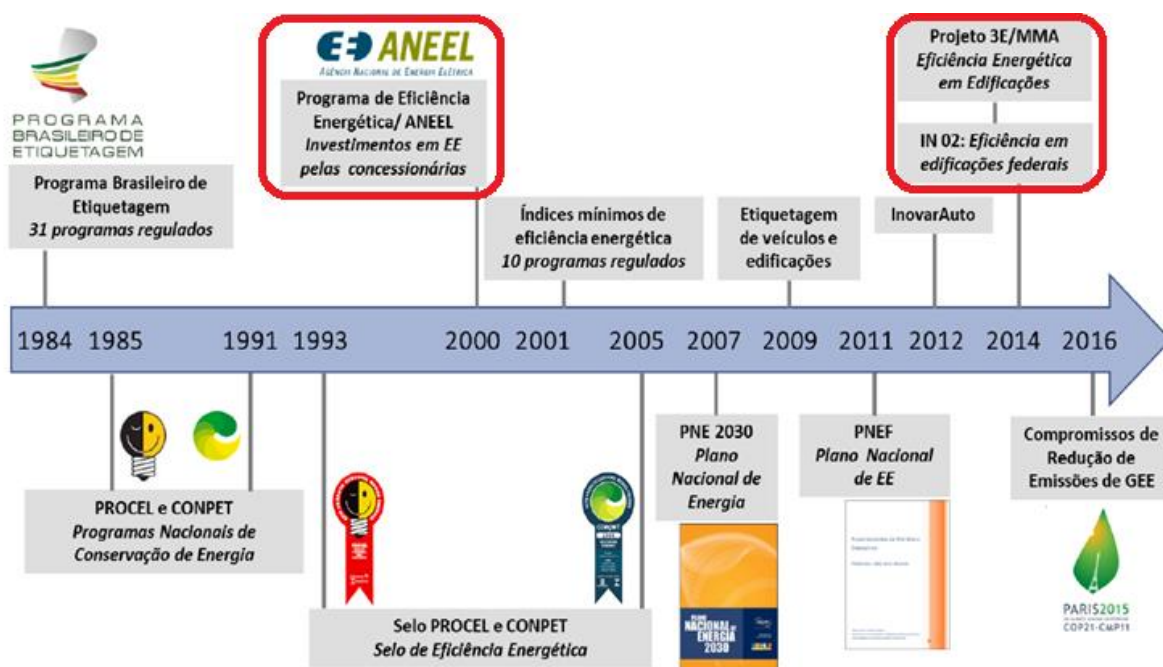 PROGRAMA
BRASILEIRO DE
ETIQUETAGEM
Programa Brasileiro de
Etiquetagem
31 programas regulados
ANEEL
AGÊNCIA NACIONAL DE ENERGIA ELÉTRICA
Programa de Eficiência
Energética/ ANEEL
Investimentos em EE
pelas concessionárias
Índices mínimos de
eficiência energética
10 programas regulados
Etiquetagem
de veículos e
edificações
InovarAuto
Projeto 3E/MMA
Eficiência Energética
em Edificações
IN 02: Eficiência em
edificações federais
1984 1985 1991 1993 2000 2001 2005 2007 2009 2011 2012 2014 2016
PROCEL e CONPET
Programas Nacionais de
Conservação de Energia
CONPET
Selo PROCEL e CONPET
Selo de Eficiência Energética
PNE 2030
Plano
Nacional de
Energia
PLANO
NACIONAL DE
ENERGIA
2030
PNEF
Plano Nacional
de EE
Compromissos de
Redução de
Emissões de GEE
PARIS2015
COP21·CMP11